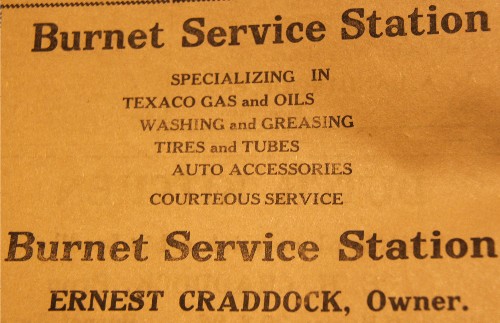 Burnet Service Station
SPECIALIZING IN
TEXACO GAS and OILS
WASHING and GREASING
TIRES and TUBES
AUTO ACCESSORIES
COURTEOUS SERVICE
Burnet Service Station
ERNEST CRADDOCK, Owner.